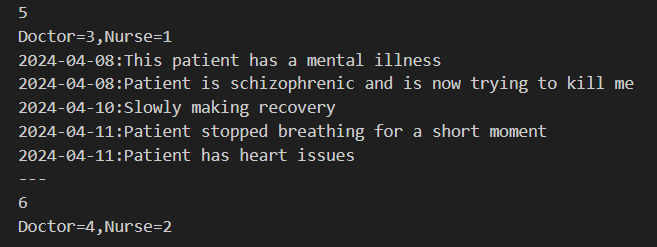 5
Doctor=3,Nurse=1
2024-04-08:This patient has a mental illness
2024-04-08:Patient is schizophrenic and is now trying to kill me
2024-04-10:Slowly making recovery
2024-04-11:Patient stopped breathing for a short moment
2024-04-11:Patient has heart issues
---
6
Doctor=4,Nurse=2